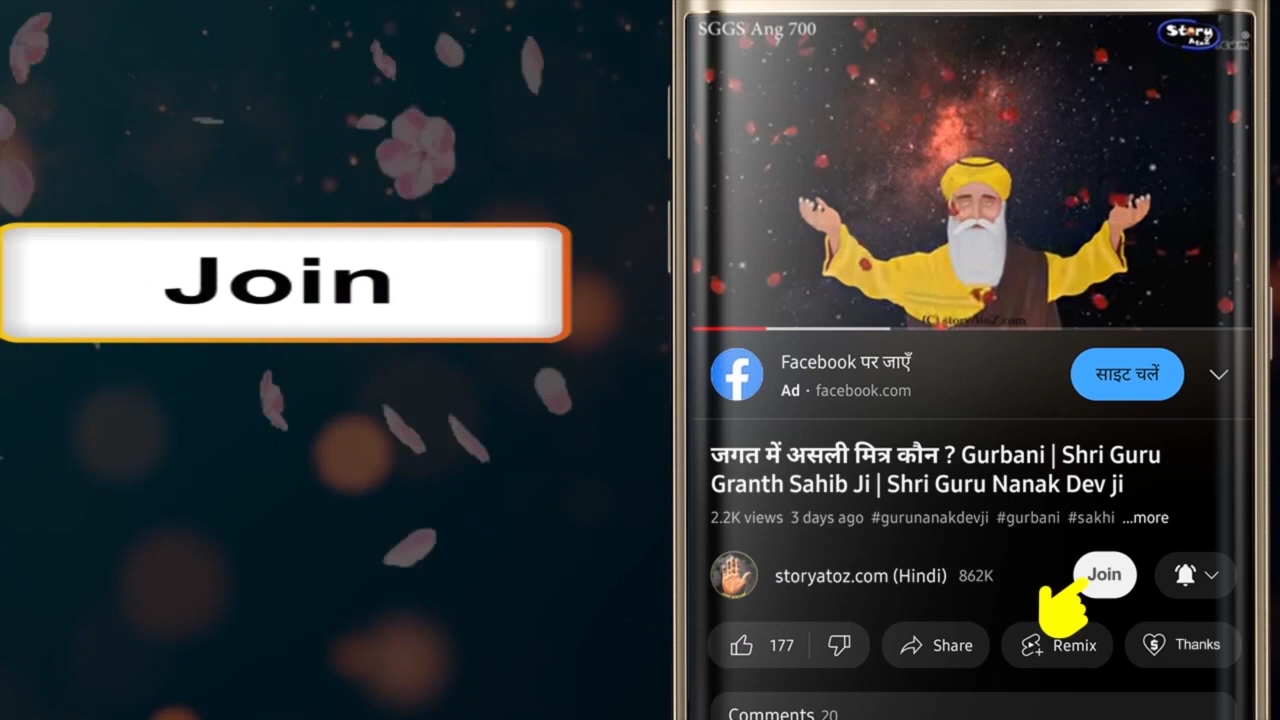 Join
SGGS Ang 700
Story
AtoZ
.com
(C) storyAtoZ.com
Facebook पर जाएँ
Ad · facebook.com
साइट चलें
जगत में असली मित्र कौन ? Gurbani | Shri Guru
Granth Sahib Ji | Shri Guru Nanak Dev ji
2.2K views 3 days ago #gurunanakdevji #gurbani #sakhi ...more
storyatoz.com (Hindi) 862K
Join
177
Share
Remix
Thanks
Comments 20